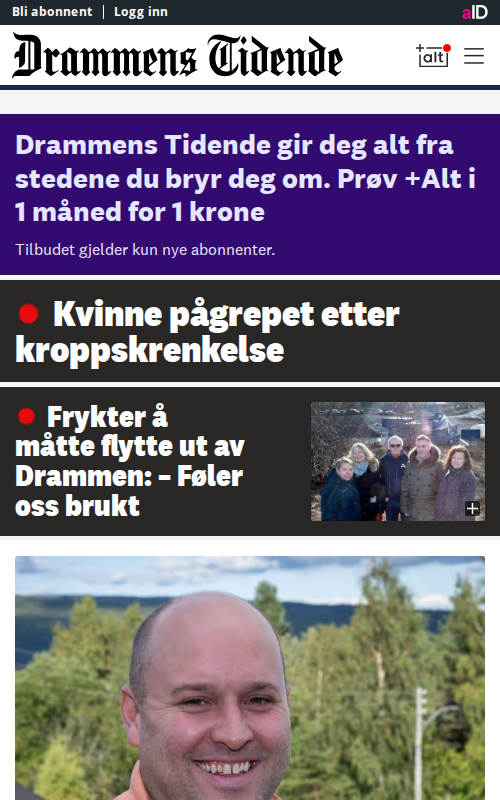 Bli abonnent | Logg inn
aID
Drammens Tidende
+alt
Drammens Tidende gir deg alt fra
stedene du bryr deg om. Prøv +Alt i
1 måned for 1 krone
Tilbudet gjelder kun nye abonnenter.
Kvinne pågrepet etter
kroppskrenkelse
Frykter å
måtte flytte ut av
Drammen: – Føler
oss brukt